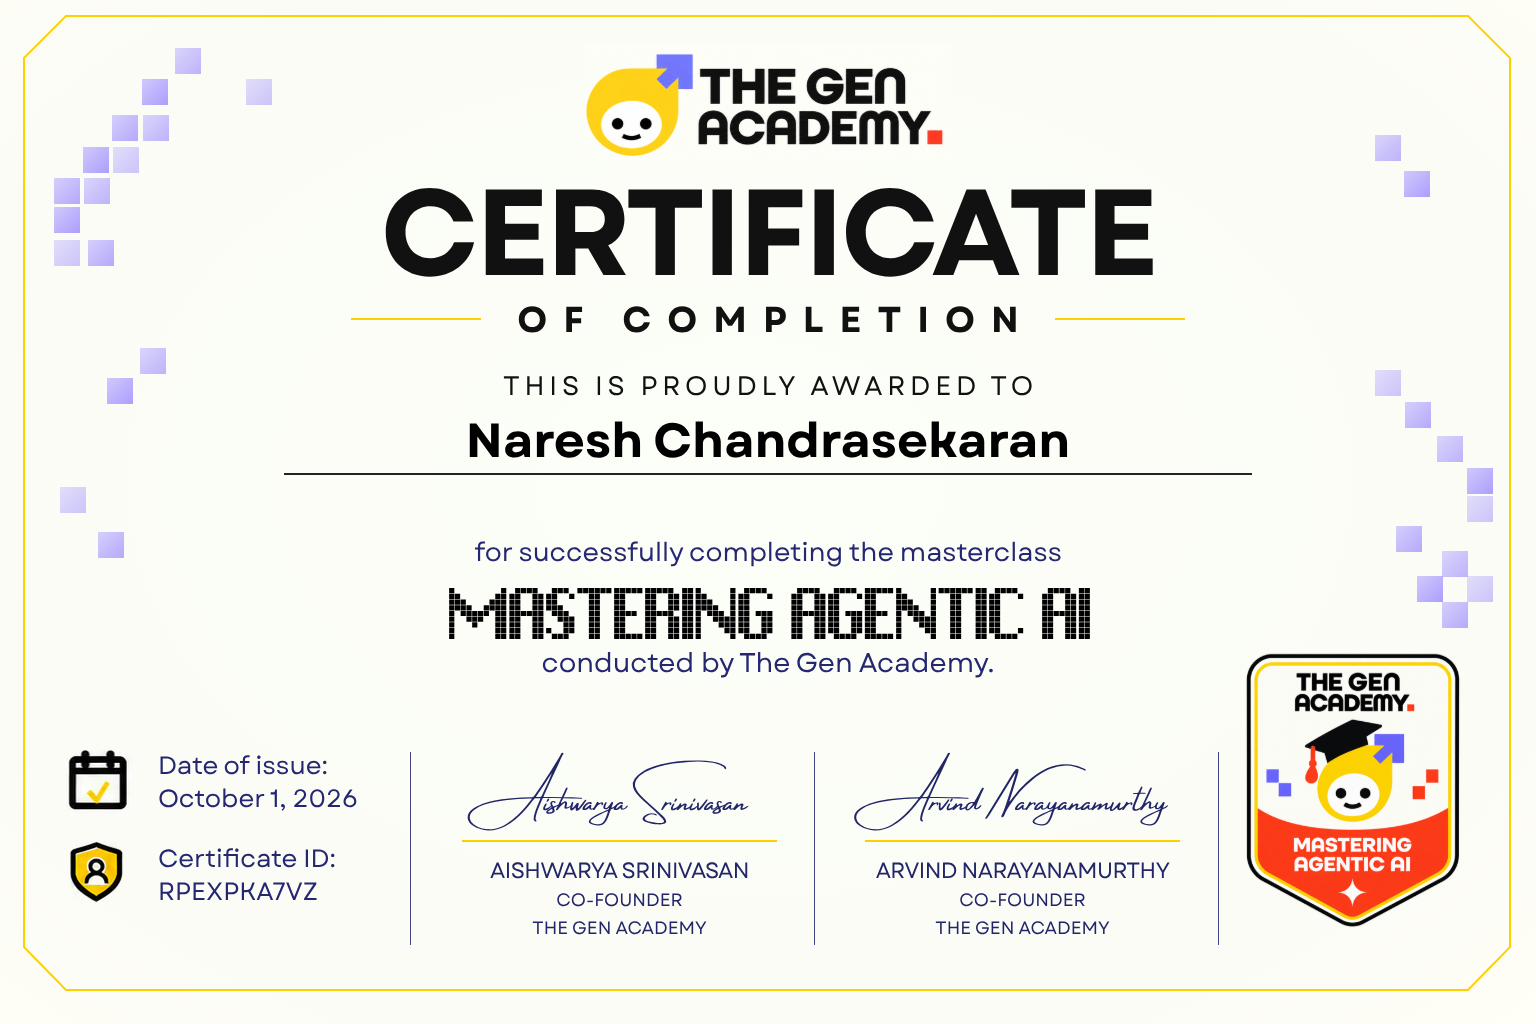 THE GEN
ACADEMY.
CERTIFICATE
OF COMPLETION
THIS IS PROUDLY AWARDED TO
Naresh Chandrasekaran
for successfully completing the masterclass
MASTERING AGENTIC AI
conducted by The Gen Academy.
Date of issue:
October 1, 2026
Certificate ID:
RPEXPKA7VZ
Aishwarya Srinivasan
AISHWARYA SRINIVASAN
CO-FOUNDER
THE GEN ACADEMY
Arvind Narayanamurthy
ARVIND NARAYANAMURTHY
CO-FOUNDER
THE GEN ACADEMY
THE GEN
ACADEMY.
MASTERING
AGENTIC AI